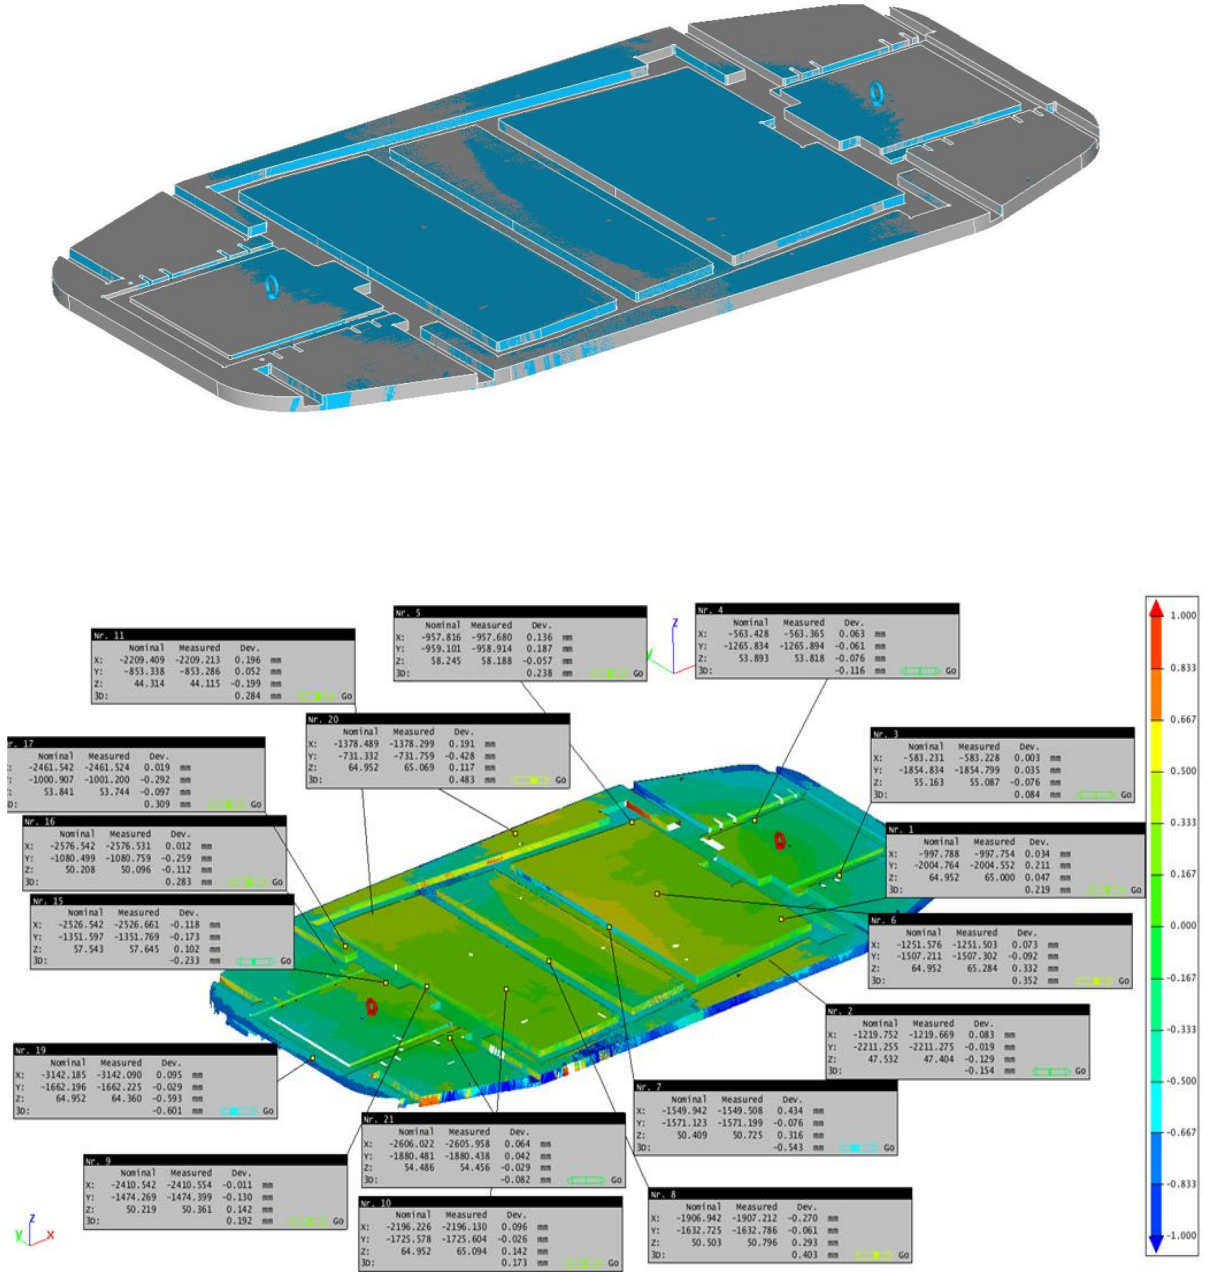 Nr. 5
Nominal Measured Dev.
X: -957.816 -957.680 0.136 mm
Y: -959.101 -958.914 0.187 mm
Z: 58.245 58.188 -0.057 mm
3D: 0.238 mm Go
Nr. 4
Nominal Measured Dev.
X: -563.428 -563.365 0.063 mm
Y: -1265.834 -1265.894 -0.061 mm
Z: 53.893 53.818 -0.076 mm
3D: -0.116 mm Go
Nr. 11
Nominal Measured Dev.
X: -2209.409 -2209.213 0.196 mm
Y: -853.338 -853.286 0.052 mm
Z: 44.314 44.115 -0.199 mm
3D: 0.284 mm Go
Z
Y
Nr. 20
Nominal Measured Dev.
X: -1378.489 -1378.299 0.191 mm
Y: -731.332 -731.759 -0.428 mm
Z: 64.952 65.069 0.117 mm
3D: 0.483 mm Go
Nr. 17
Nominal Measured Dev.
-2461.542 -2461.524 0.019 mm
-1000.907 -1001.200 -0.292 mm
53.841 53.744 -0.097 mm
D: 0.309 mm Go
Nr. 3
Nominal Measured Dev.
X: -583.231 -583.228 0.003 mm
Y: -1854.834 -1854.799 0.035 mm
Z: 55.163 55.087 -0.076 mm
3D: 0.084 mm Go
Nr. 16
Nominal Measured Dev.
X: -2576.542 -2576.531 0.012 mm
Y: -1080.499 -1080.759 -0.259 mm
Z: 50.208 50.096 -0.112 mm
3D: 0.283 mm Go
Nr. 1
Nominal Measured Dev.
X: -997.788 -997.754 0.034 mm
Y: -2004.764 -2004.552 0.211 mm
Z: 64.952 65.000 0.047 mm
3D: 0.219 mm Go
Nr. 15
Nominal Measured Dev.
X: -2526.542 -2526.661 -0.118 mm
Y: -1351.597 -1351.769 -0.173 mm
Z: 57.543 57.645 0.102 mm
3D: -0.233 mm Go
Nr. 6
Nominal Measured Dev.
X: -1251.576 -1251.503 0.073 mm
Y: -1507.211 -1507.302 -0.092 mm
Z: 64.952 65.284 0.332 mm
3D: 0.352 mm Go
Nr. 2
Nominal Measured Dev.
X: -1219.752 -1219.669 0.083 mm
Y: -2211.255 -2211.275 -0.019 mm
Z: 47.532 47.404 -0.129 mm
3D: -0.154 mm Go
Nr. 19
Nominal Measured Dev.
X: -3142.185 -3142.090 0.095 mm
Y: -1662.196 -1662.225 -0.029 mm
Z: 64.952 64.360 -0.593 mm
3D: -0.601 mm Go
Nr. 7
Nominal Measured Dev.
X: -1549.942 -1549.508 0.434 mm
Y: -1571.123 -1571.199 -0.076 mm
Z: 50.409 50.725 0.316 mm
3D: -0.543 mm Go
Nr. 21
Nominal Measured Dev.
X: -2606.022 -2605.958 0.064 mm
Y: -1880.481 -1880.438 0.042 mm
Z: 54.486 54.456 -0.029 mm
3D: -0.082 mm Go
Nr. 9
Nominal Measured Dev.
X: -2410.542 -2410.554 -0.011 mm
Y: -1474.269 -1474.399 -0.130 mm
Z: 50.219 50.361 0.142 mm
3D: 0.192 mm Go
Nr. 10
Nominal Measured Dev.
X: -2196.226 -2196.130 0.096 mm
Y: -1725.578 -1725.604 -0.026 mm
Z: 64.952 65.094 0.142 mm
3D: 0.173 mm Go
Nr. 8
Nominal Measured Dev.
X: -1906.942 -1907.212 -0.270 mm
Y: -1632.725 -1632.786 -0.061 mm
Z: 50.503 50.796 0.293 mm
3D: 0.403 mm Go
Z
Y X
1.000
0.833
0.667
0.500
0.333
0.167
0.000
-0.167
-0.333
-0.500
-0.667
-0.833
-1.000